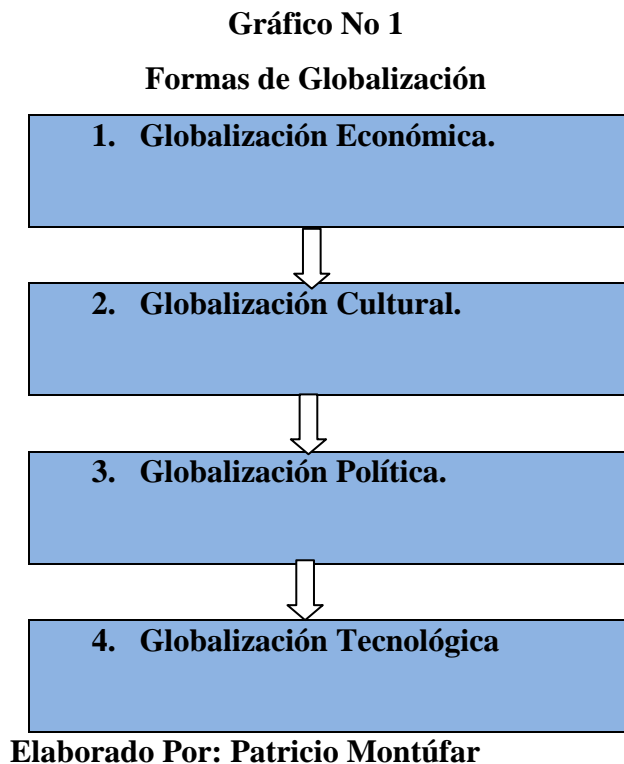 Gráfico No 1
Formas de Globalización
1. Globalización Económica.
2. Globalización Cultural.
3. Globalización Política.
4. Globalización Tecnológica
Elaborado Por: Patricio Montúfar